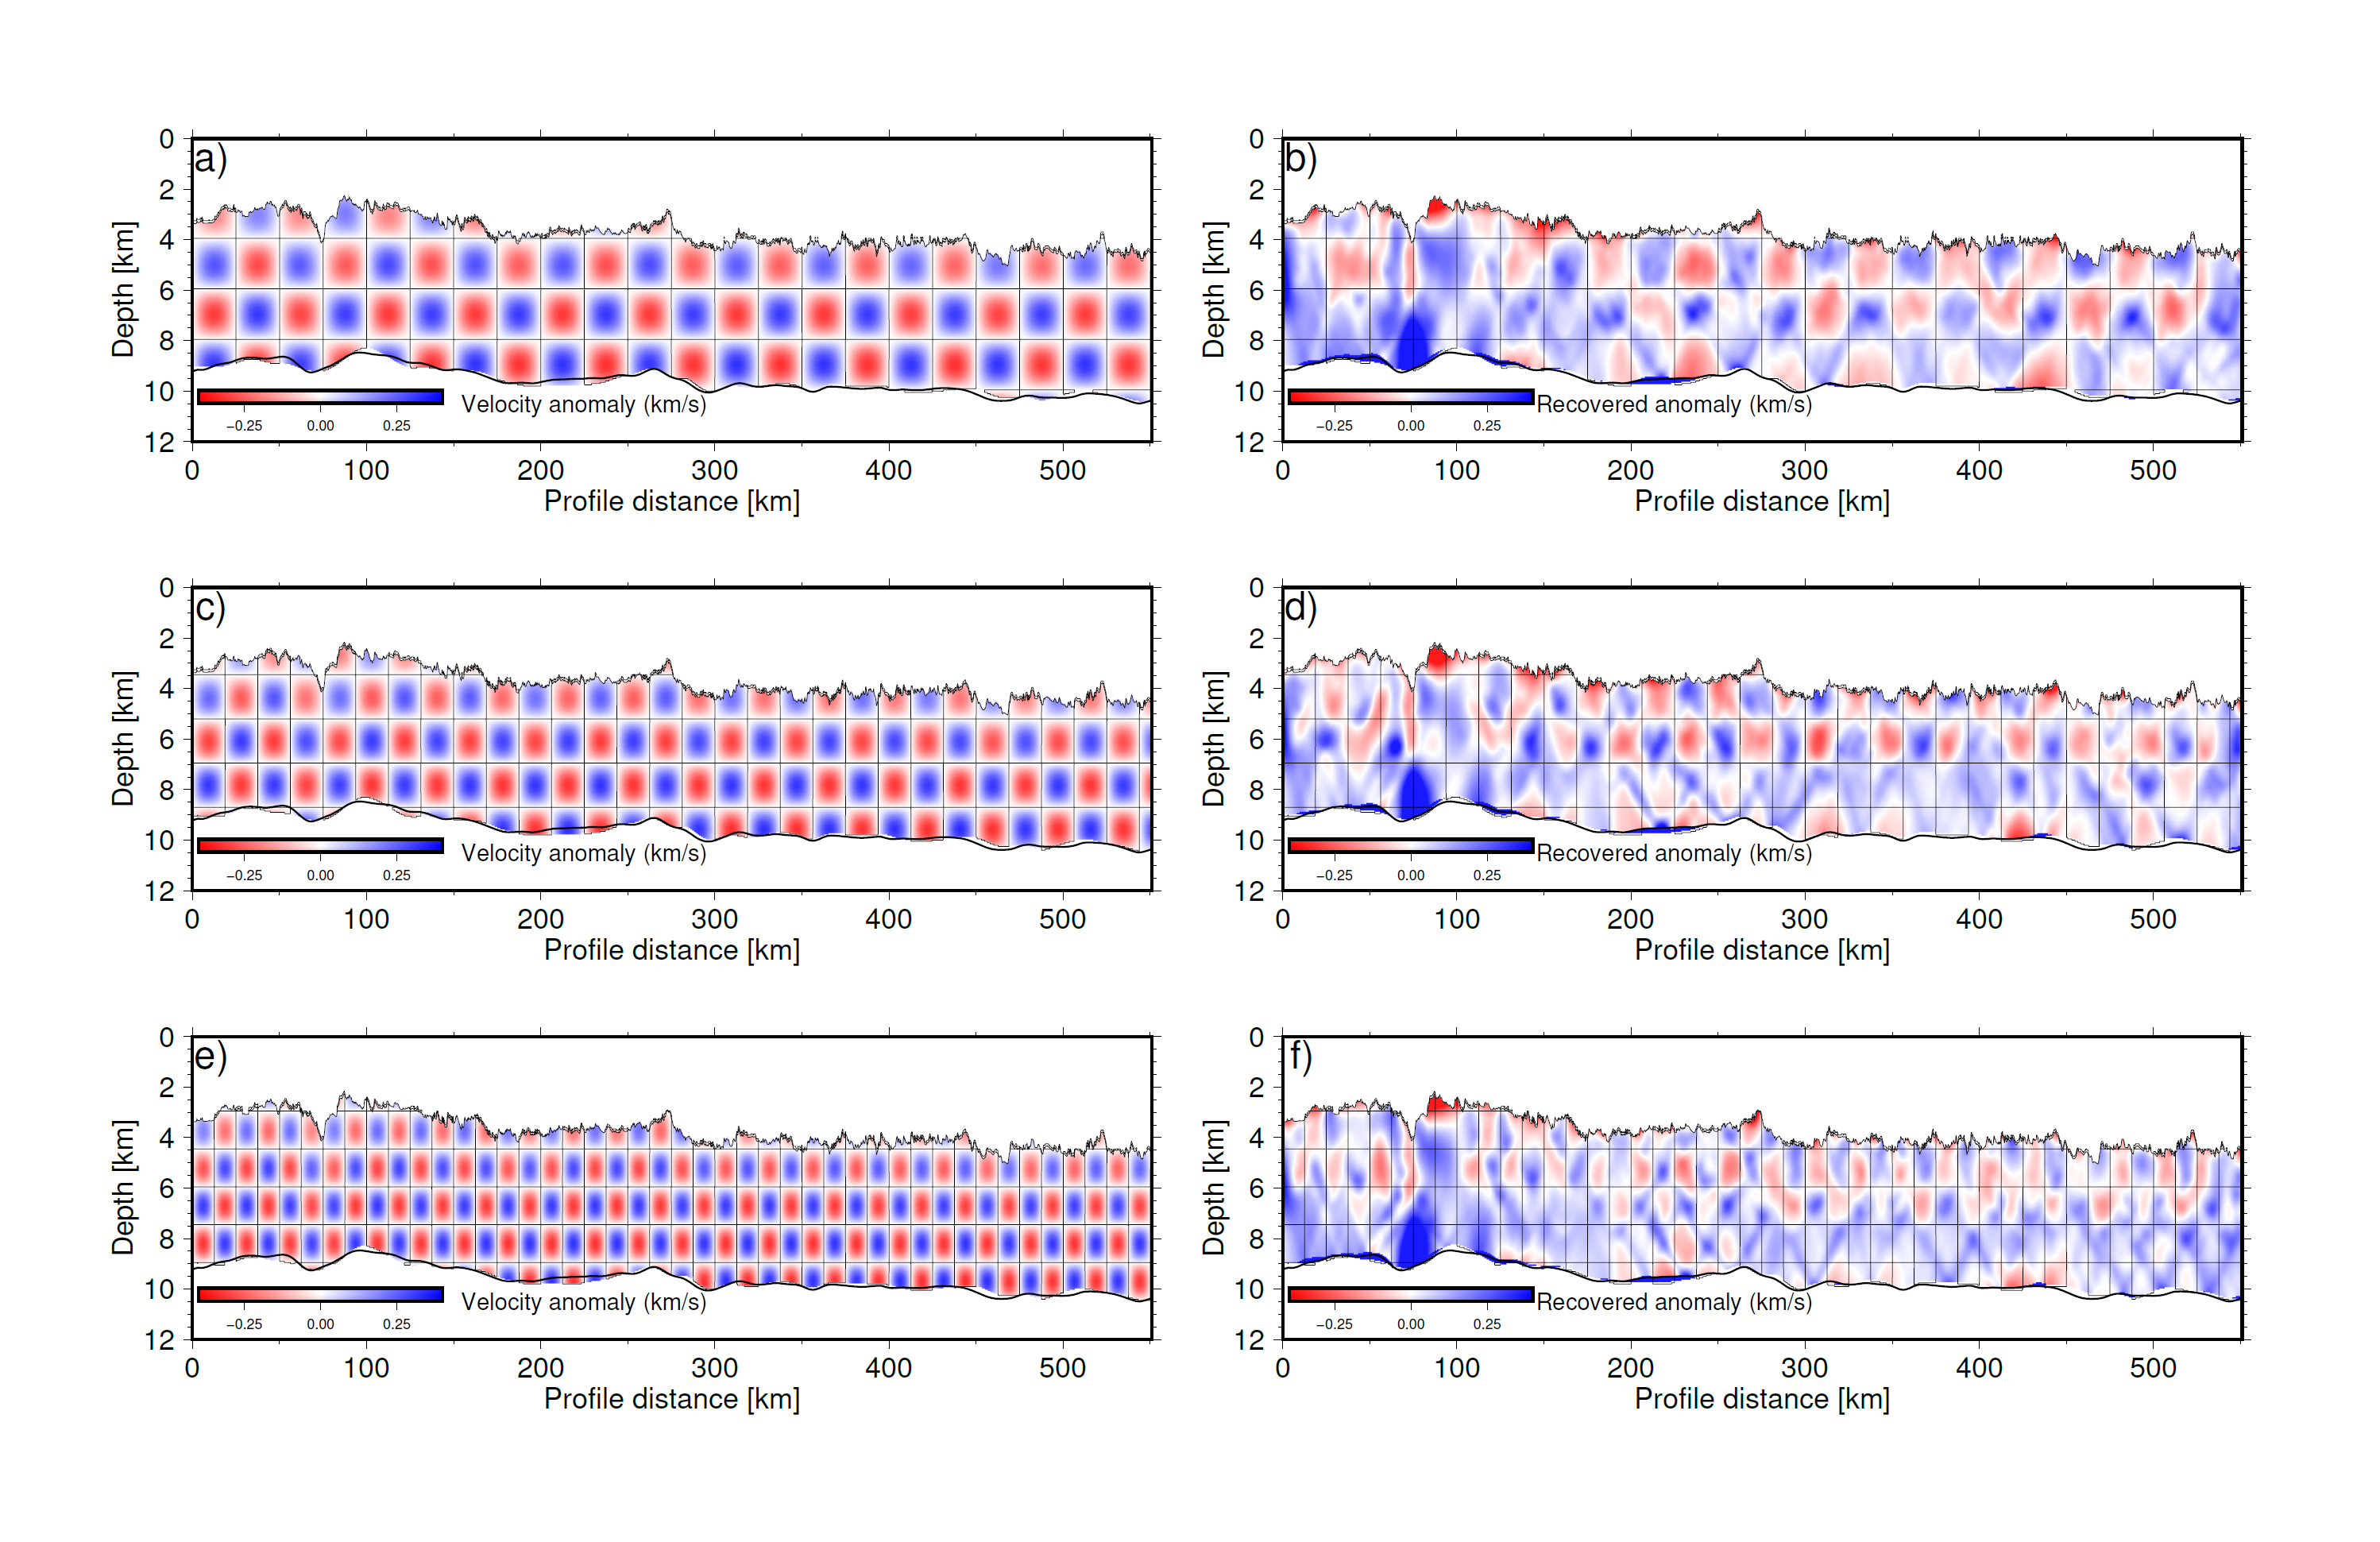 a)
0
2
4
6
8
10
12
Depth [km]
−0.25 0.00 0.25
Velocity anomaly (km/s)
0 100 200 300 400 500
Profile distance [km]
b)
0
2
4
6
8
10
12
Depth [km]
−0.25 0.00 0.25
Recovered anomaly (km/s)
0 100 200 300 400 500
Profile distance [km]
c)
0
2
4
6
8
10
12
Depth [km]
−0.25 0.00 0.25
Velocity anomaly (km/s)
0 100 200 300 400 500
Profile distance [km]
d)
0
2
4
6
8
10
12
Depth [km]
−0.25 0.00 0.25
Recovered anomaly (km/s)
0 100 200 300 400 500
Profile distance [km]
e)
0
2
4
6
8
10
12
Depth [km]
−0.25 0.00 0.25
Velocity anomaly (km/s)
0 100 200 300 400 500
Profile distance [km]
f)
0
2
4
6
8
10
12
Depth [km]
−0.25 0.00 0.25
Recovered anomaly (km/s)
0 100 200 300 400 500
Profile distance [km]